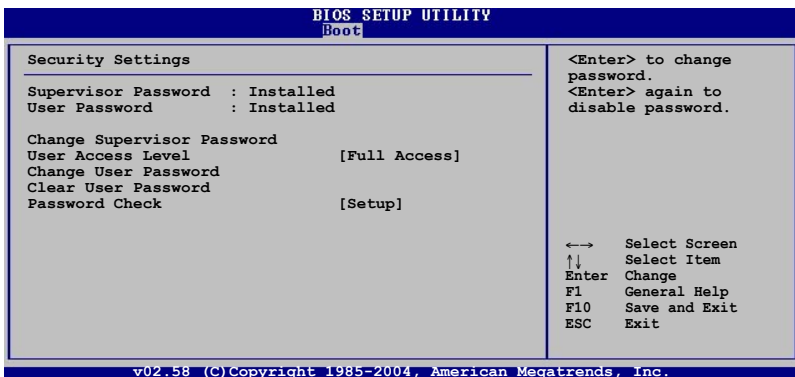 BIOS SETUP UTILITY
Boot
Security Settings
Supervisor Password : Installed
User Password : Installed
Change Supervisor Password
User Access Level [Full Access]
Change User Password
Clear User Password
Password Check [Setup]
<Enter> to change
password.
<Enter> again to
disable password.
←→ Select Screen
↑↓ Select Item
Enter Change
F1 General Help
F10 Save and Exit
ESC Exit
v02.58 (C)Copyright 1985-2004, American Megatrends, Inc.